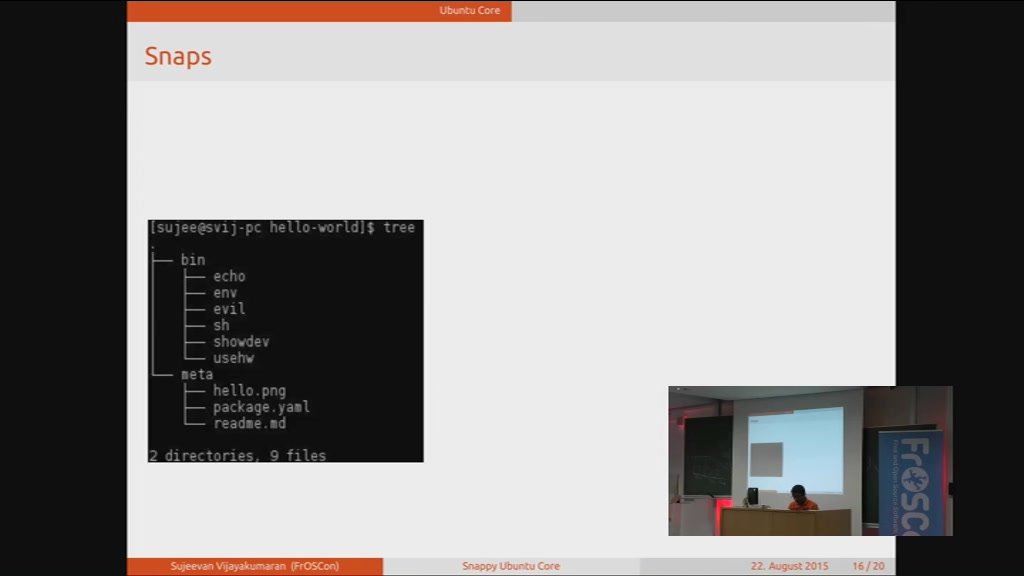 Ubuntu Core
Snaps
[sujee@svij-pc hello-world]$ tree
.
├── bin
│   ├── echo
│   ├── env
│   ├── evil
│   ├── sh
│   ├── showdev
│   └── usehw
└── meta
    ├── hello.png
    ├── package.yaml
    └── readme.md
2 directories, 9 files
FrOSCo
Sujeevan Vijayakumaran (FrOSCon)
Snappy Ubuntu Core
22. August 2015
16 / 20